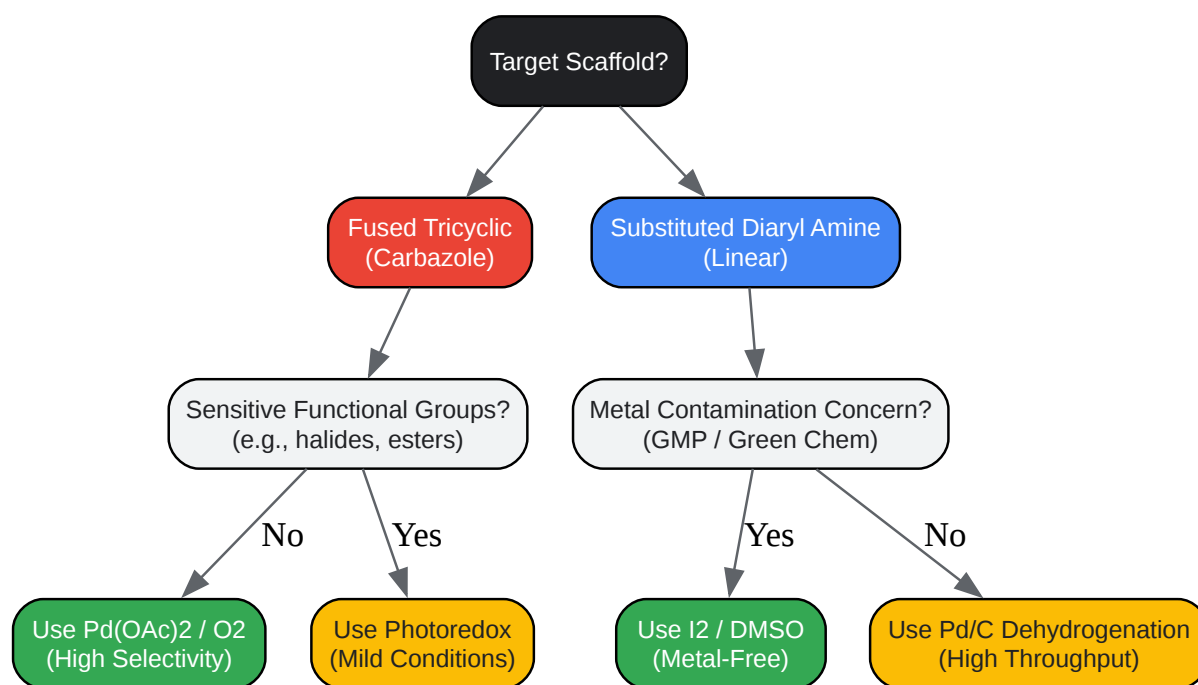 Target Scaffold?
Fused Tricyclic
(Carbazole)
Substituted Diaryl Amine
(Linear)
Sensitive Functional Groups?
(e.g., halides, esters)
Metal Contamination Concern?
(GMP / Green Chem)
No
Yes
Yes
No
Use Pd(OAc)2 / O2
(High Selectivity)
Use Photoredox
(Mild Conditions)
Use I2 / DMSO
(Metal-Free)
Use Pd/C Dehydrogenation
(High Throughput)